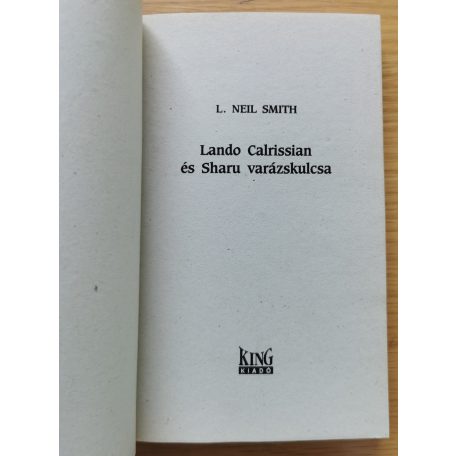 L. NEIL SMITH
Lando Calrissian
és Sharu varázskulcsa
KING
KIADÓ